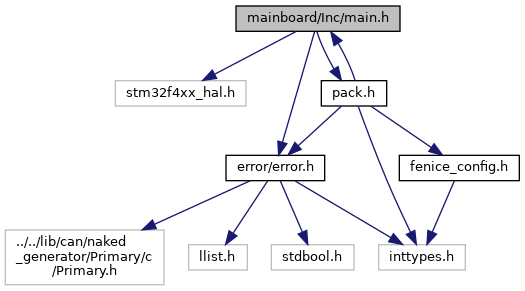 mainboard/Inc/main.h
stm32f4xx_hal.h
pack.h
error/error.h
fenice_config.h
../../lib/can/naked
_generator/Primary/c
/Primary.h
llist.h
stdbool.h
inttypes.h